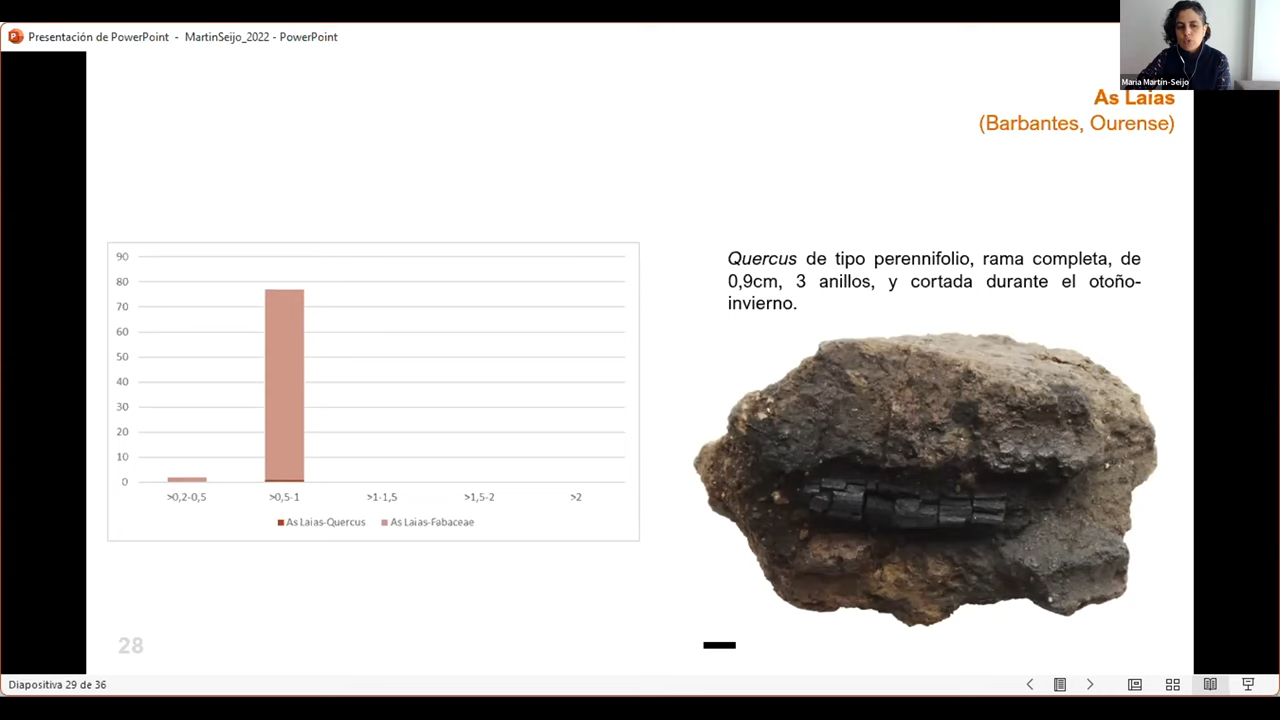 Presentación de PowerPoint - MartinSeijo_2022 - PowerPoint
Maria Martín-Seijo
As Laias
(Barbantes, Ourense)
90
80
70
60
50
40
30
20
10
0
>0,2-0,5 >0,5-1 >1-1,5 >1,5-2 >2
As Laias-Quercus As Laias-Fabaceae
Quercus de tipo perennifolio, rama completa, de
0,9cm, 3 anillos, y cortada durante el otoño-
invierno.
28
Diapositiva 29 de 36